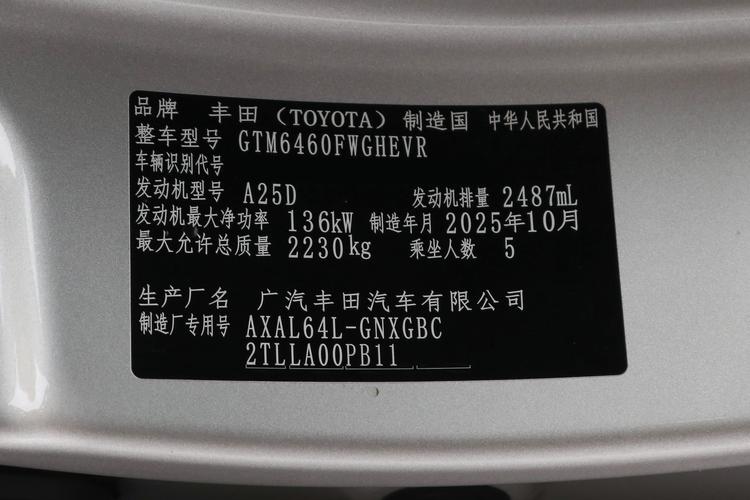 品牌 丰田（TOYOTA） 制造国 中华人民共和国
整车型号 GTM6460FWGHEVR
车辆识别代号
发动机型号 A25D 发动机排量 2487mL
发动机最大净功率 136kW 制造年月 2025年10月
最大允许总质量 2230kg 乘坐人数 5
生产厂名 广汽丰田汽车有限公司
制造厂专用号 AXAL64L-GNXGBC
2TLLA00PB11